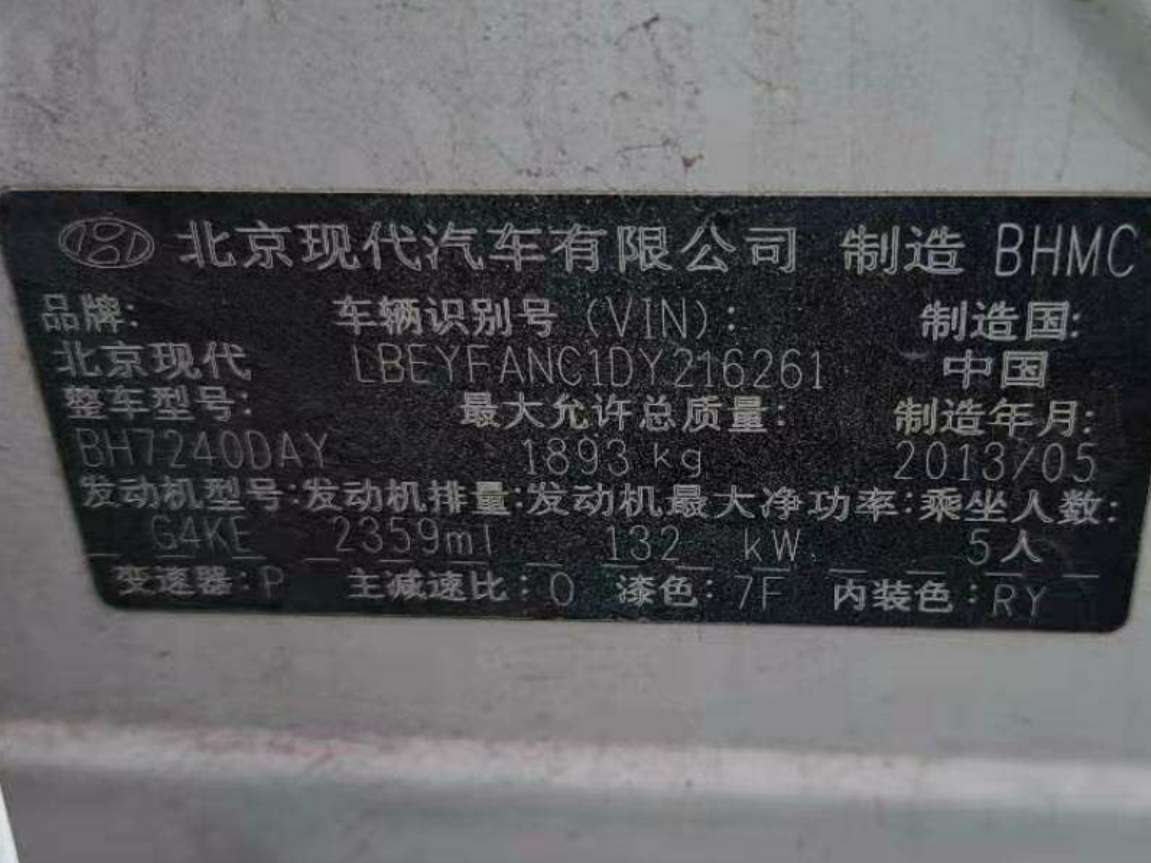 北京现代汽车有限公司 制造 BHMC
品牌: 车辆识别号 (VIN): 制造国:
北京现代 LBEYFANC1DY216261 中国
整车型号: 最大允许总质量: 制造年月:
BH7240DAY 1893 kg 2013/05
发动机型号: 发动机排量: 发动机最大净功率: 乘坐人数:
G4KE 2359ml 132 kW 5人
变速器: P 主减速比: O 漆色: 7F 内装色: RY